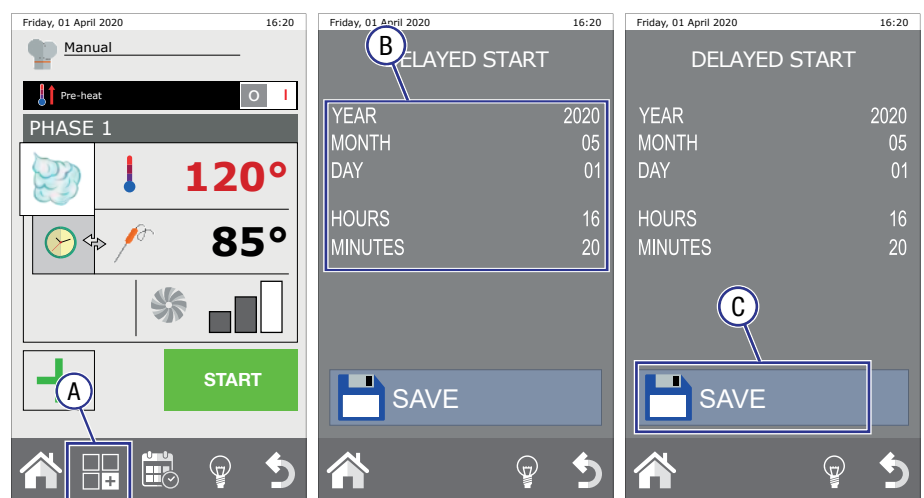 Friday, 01 April 2020 16:20
Manual
Pre-heat O I
PHASE 1
120°
85°
START
A
Friday, 01 April 2020 16:20
B
ELAYED START
YEAR 2020
MONTH 05
DAY 01
HOURS 16
MINUTES 20
SAVE
Friday, 01 April 2020 16:20
DELAYED START
YEAR 2020
MONTH 05
DAY 01
HOURS 16
MINUTES 20
C
SAVE